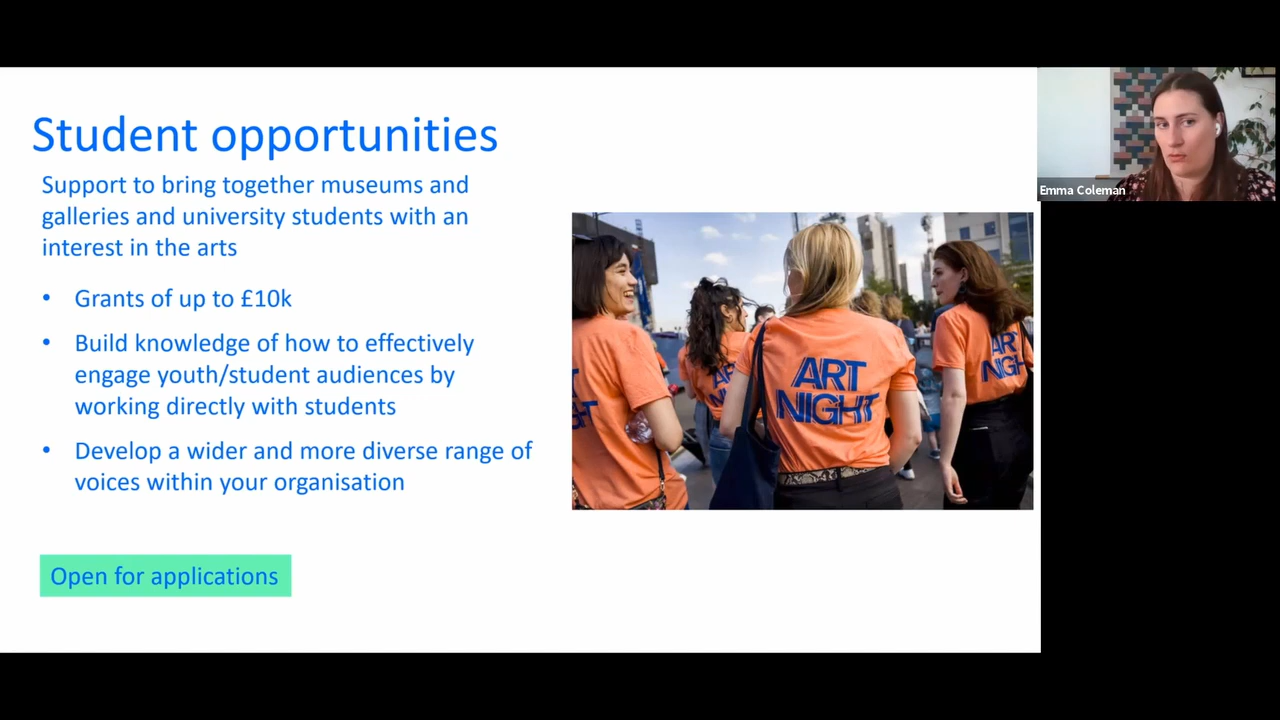 Student opportunities
Support to bring together museums and
galleries and university students with an
interest in the arts
• Grants of up to £10k
• Build knowledge of how to effectively
engage youth/student audiences by
working directly with students
• Develop a wider and more diverse range of
voices within your organisation
Open for applications
ART
NIGHT
ART
NIGH
Emma Coleman